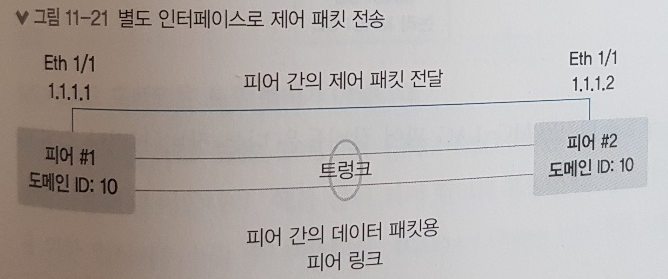 ▼ 그림 11-21 별도 인터페이스로 제어 패킷 전송
Eth 1/1
1.1.1.1
피어 간의 제어 패킷 전달
Eth 1/1
1.1.1.2
피어 #1
도메인 ID: 10
트렁크
피어 #2
도메인 ID: 10
피어 간의 데이터 패킷용
피어 링크